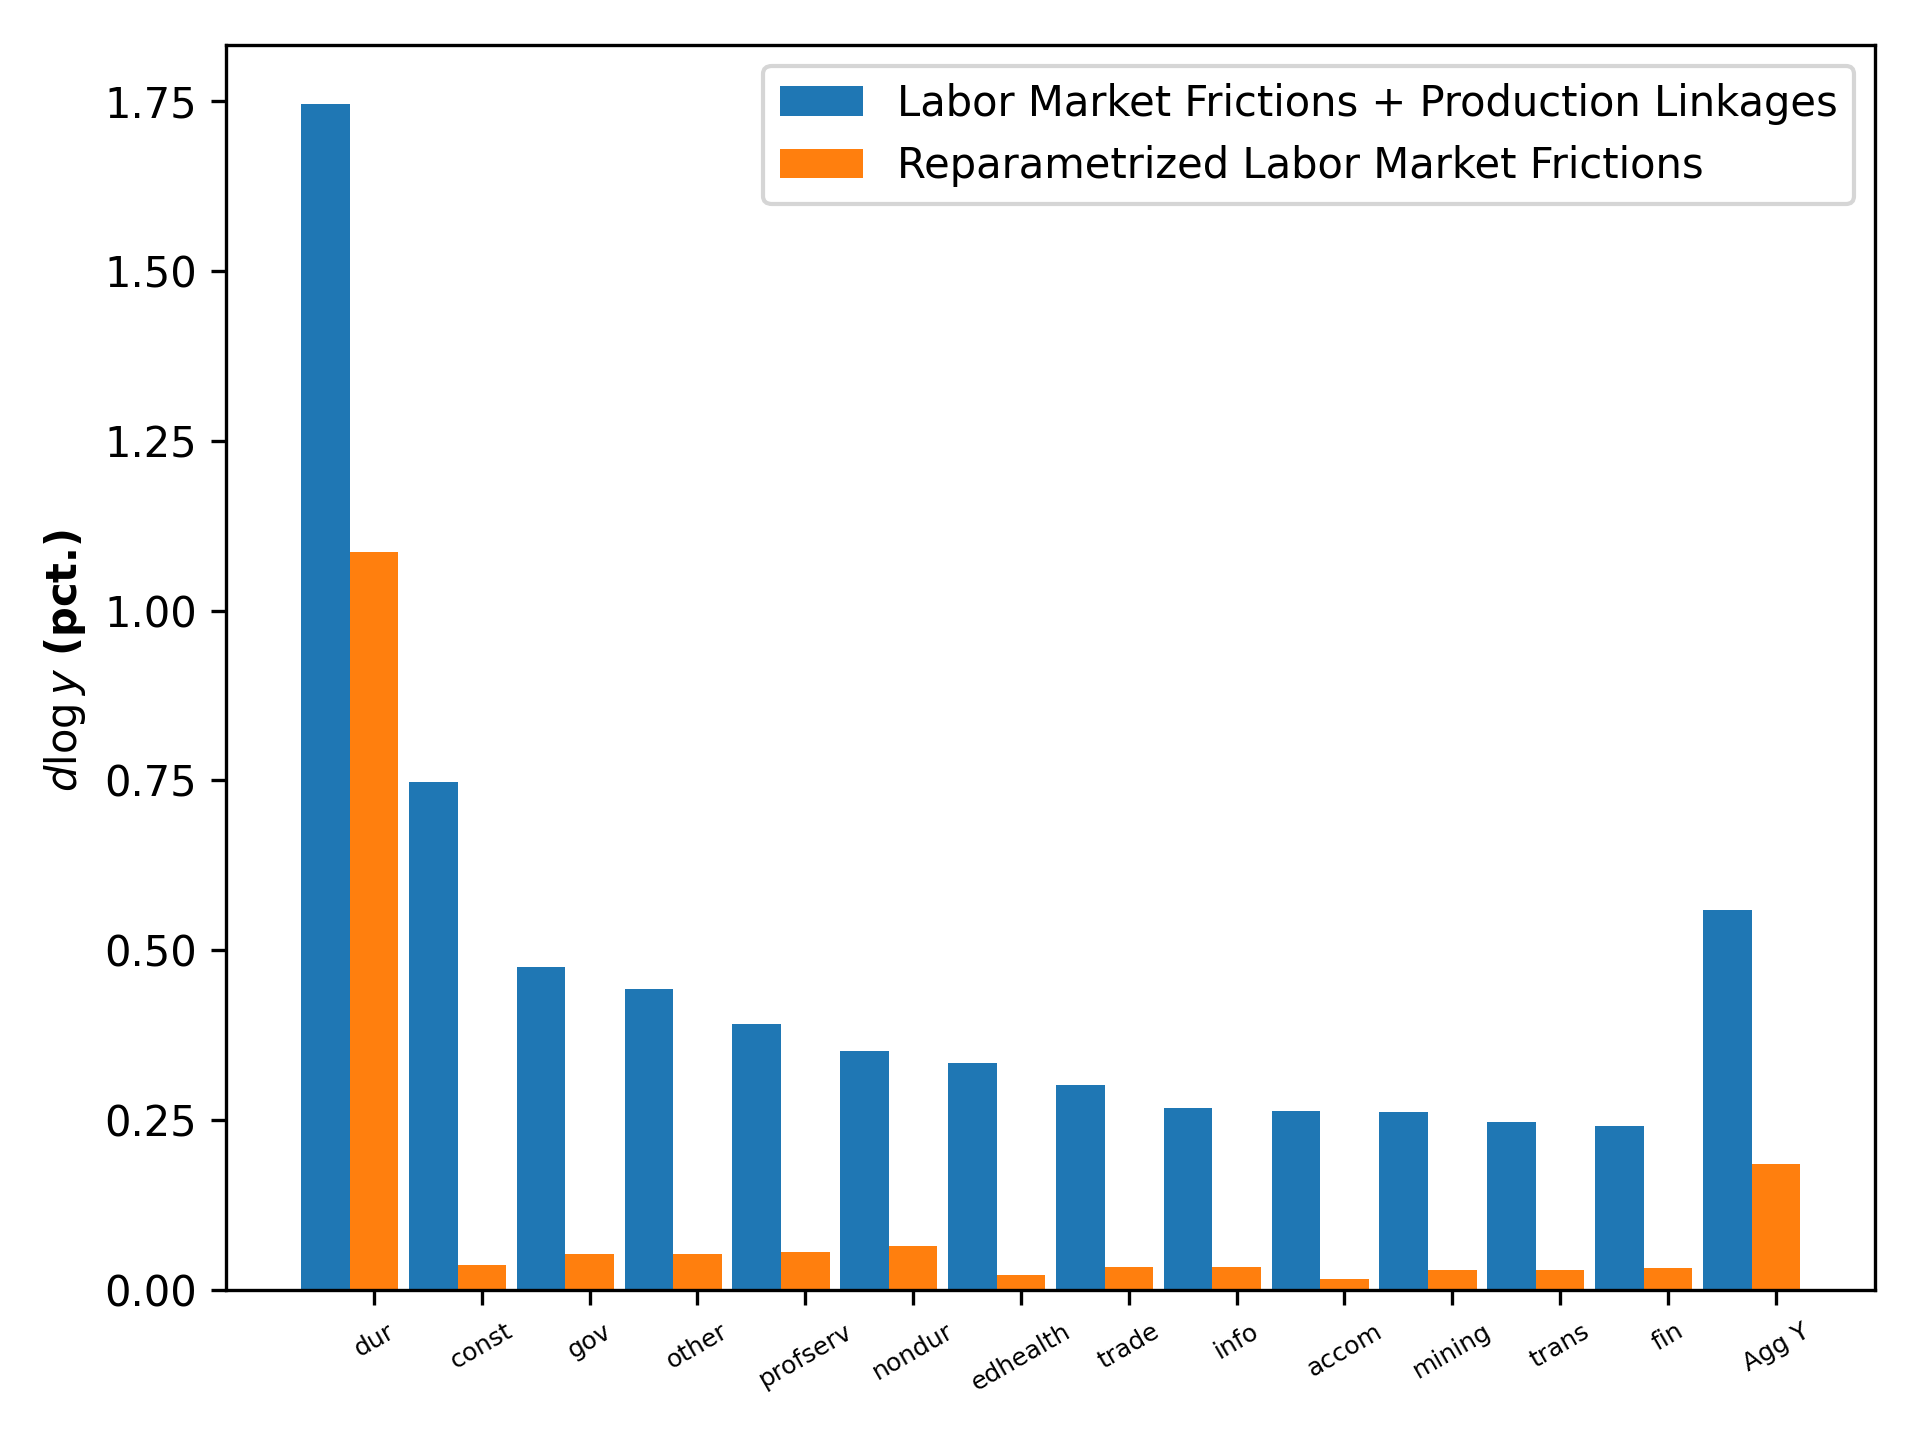 Labor Market Frictions + Production Linkages
Reparametrized Labor Market Frictions
d log y (pct.)
1.75
1.50
1.25
1.00
0.75
0.50
0.25
0.00
dur
const
gov
other
profserv
nondur
edhealth
trade
info
accom
mining
trans
fin
Agg Y